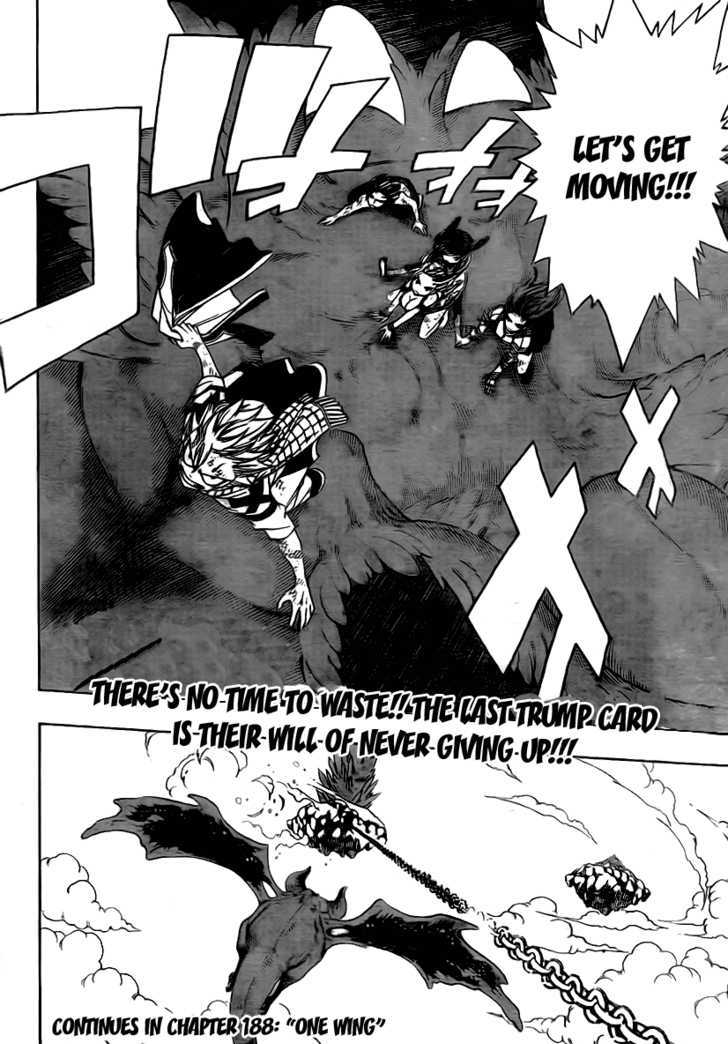 LET'S GET
MOVING!!!
THERE'S NO TIME TO WASTE!! THE LAST TRUMP CARD
IS THEIR WILL OF NEVER GIVING UP!!!
CONTINUES IN CHAPTER 188: "ONE WING"